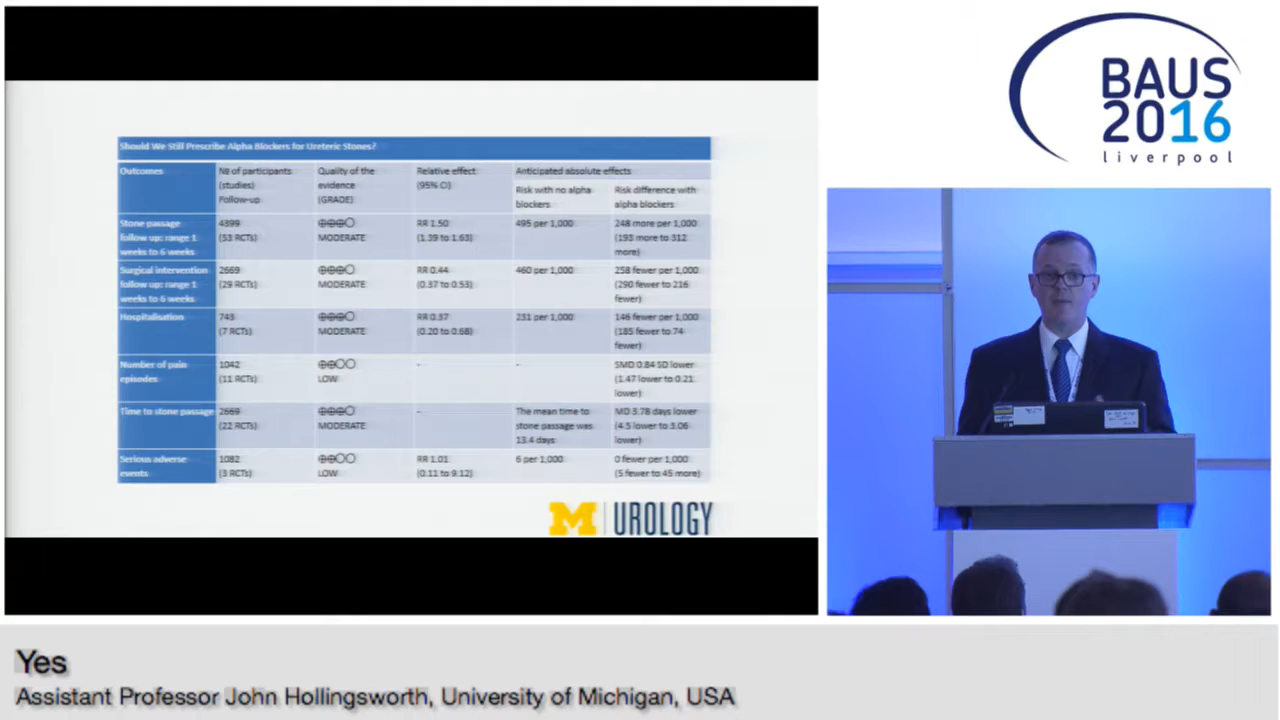 Should We Still Prescribe Alpha Blockers for Ureteric Stones?
Outcomes
№ of participants
(studies)
Follow-up
Quality of the
evidence
(GRADE)
Relative effect
(95% CI)
Anticipated absolute effects
Risk with no alpha
blockers
Risk difference with
alpha blockers
Stone passage
follow up: range 1
weeks to 6 weeks
4399
(53 RCTs)
MODERATE
RR 1.50
(1.39 to 1.63)
495 per 1,000
248 more per 1,000
(193 more to 312
more)
Surgical intervention
follow up: range 1
weeks to 6 weeks
2669
(29 RCTs)
MODERATE
RR 0.44
(0.37 to 0.53)
460 per 1,000
258 fewer per 1,000
(290 fewer to 216
fewer)
Hospitalisation
743
(7 RCTs)
MODERATE
RR 0.37
(0.20 to 0.68)
231 per 1,000
146 fewer per 1,000
(185 fewer to 74
fewer)
Number of pain
episodes
1042
(11 RCTs)
LOW
-
-
SMD 0.84 SD lower
(1.47 lower to 0.21
lower)
Time to stone passage
2669
(22 RCTs)
MODERATE
-
The mean time to
stone passage was
13.4 days
MD 3.78 days lower
(4.5 lower to 3.06
lower)
Serious adverse
events
1082
(3 RCTs)
LOW
RR 1.01
(0.11 to 9.12)
6 per 1,000
0 fewer per 1,000
(5 fewer to 45 more)
M UROLOGY
BAUS
2016
liverpool
Yes
Assistant Professor John Hollingsworth, University of Michigan, USA